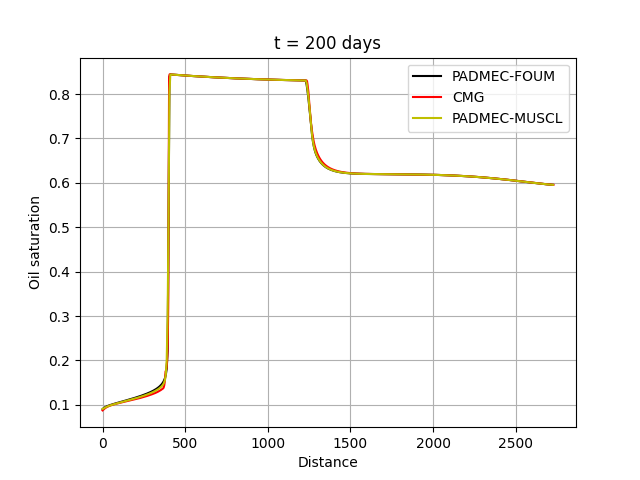 t = 200 days
PADMEC-FOUM
CMG
PADMEC-MUSCL
Oil saturation
0.8
0.7
0.6
0.5
0.4
0.3
0.2
0.1
0 500 1000 1500 2000 2500
Distance